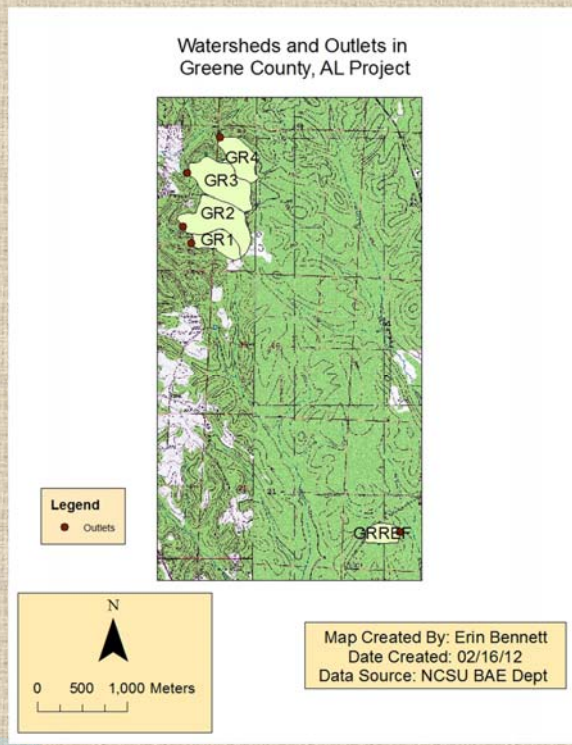 Watersheds and Outlets in
Greene County, AL Project
GR4
GR3
GR2
GR1
GRREF
Legend
Outlets
N
0 500 1,000 Meters
Map Created By: Erin Bennett
Date Created: 02/16/12
Data Source: NCSU BAE Dept